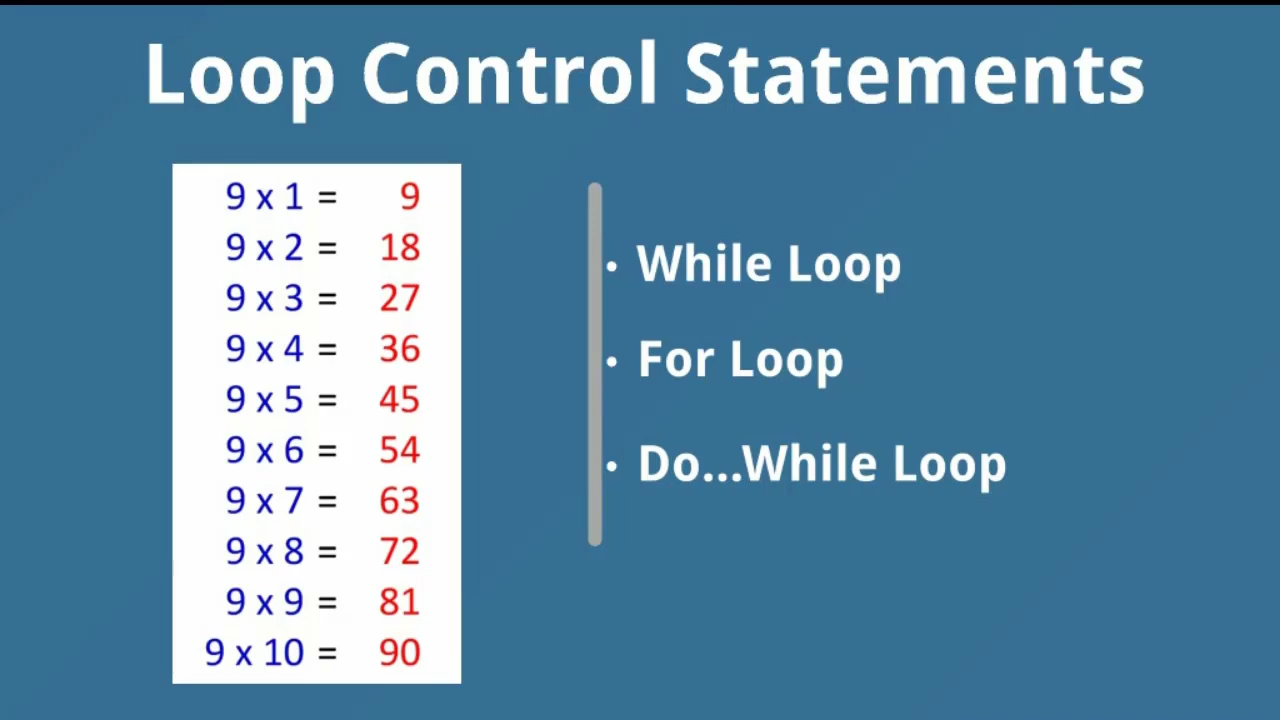 Loop Control Statements
9 x 1 = 9
9 x 2 = 18
9 x 3 = 27
9 x 4 = 36
9 x 5 = 45
9 x 6 = 54
9 x 7 = 63
9 x 8 = 72
9 x 9 = 81
9 x 10 = 90
• While Loop
• For Loop
• Do...While Loop